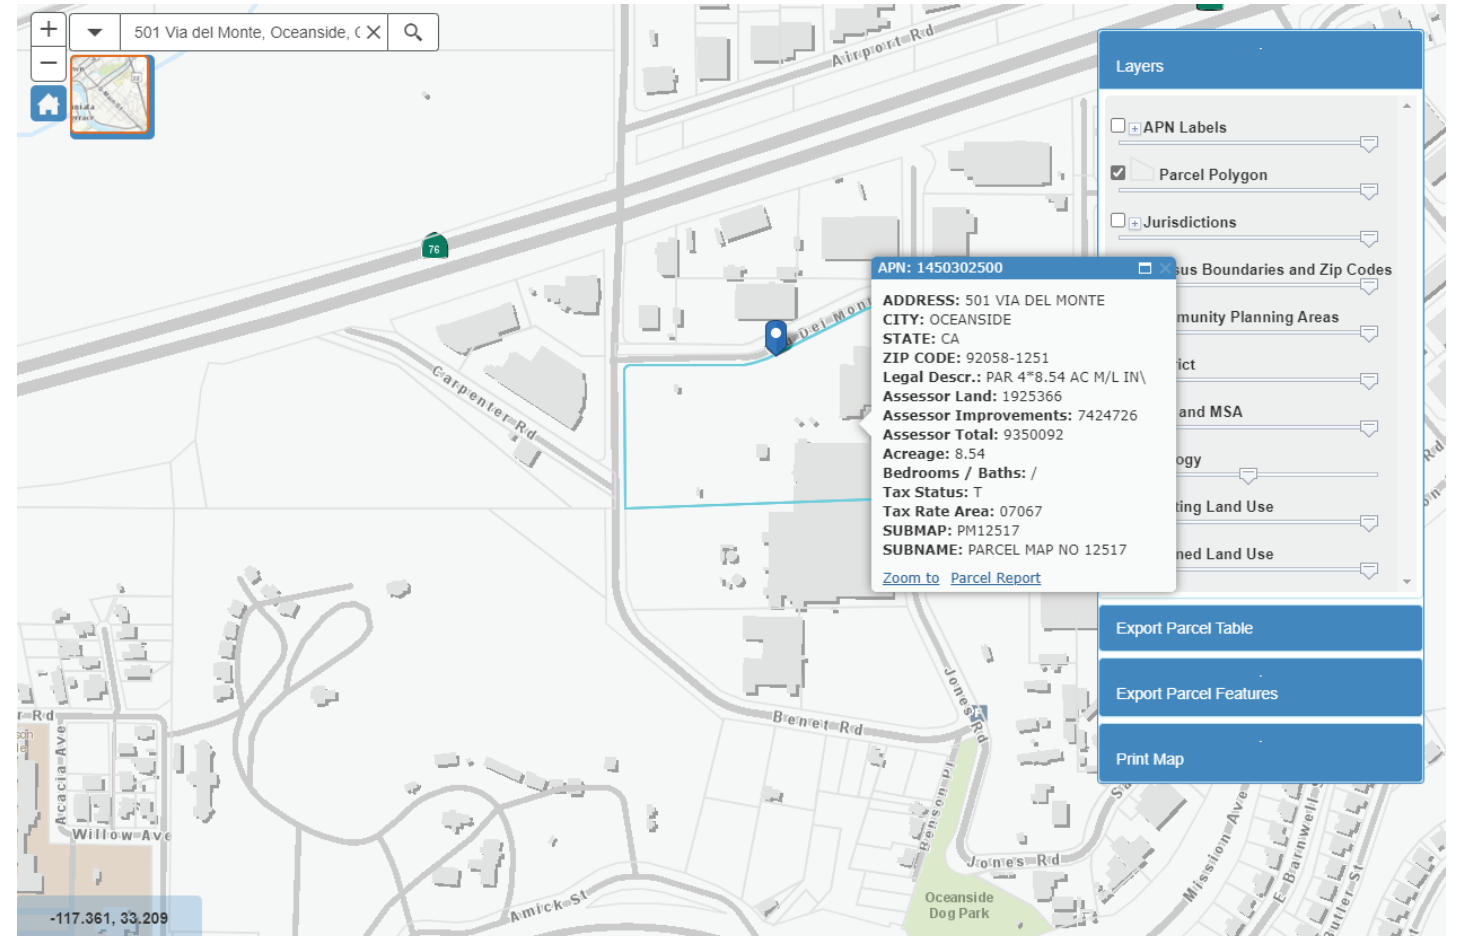 +
501 Via del Monte, Oceanside, C
−
76
Airport Rd
Carpenter Rd
Del Mon
Layers
APN Labels
Parcel Polygon
Jurisdictions
sus Boundaries and Zip Codes
munity Planning Areas
rict
and MSA
ogy
ting Land Use
ned Land Use
APN: 1450302500
ADDRESS: 501 VIA DEL MONTE
CITY: OCEANSIDE
STATE: CA
ZIP CODE: 92058-1251
Legal Descr.: PAR 4*8.54 AC M/L IN\
Assessor Land: 1925366
Assessor Improvements: 7424726
Assessor Total: 9350092
Acreage: 8.54
Bedrooms / Baths: /
Tax Status: T
Tax Rate Area: 07067
SUBMAP: PM12517
SUBNAME: PARCEL MAP NO 12517
Zoom to Parcel Report
Export Parcel Table
Export Parcel Features
Print Map
Benet Rd
Jones Rd
r Rd
Acacia Ave
Willow Ave
Benson Pl
Jones Rd
Mission Ave
E Barnwell S
Butler St
Amick St
Oceanside
Dog Park
-117.361, 33.209